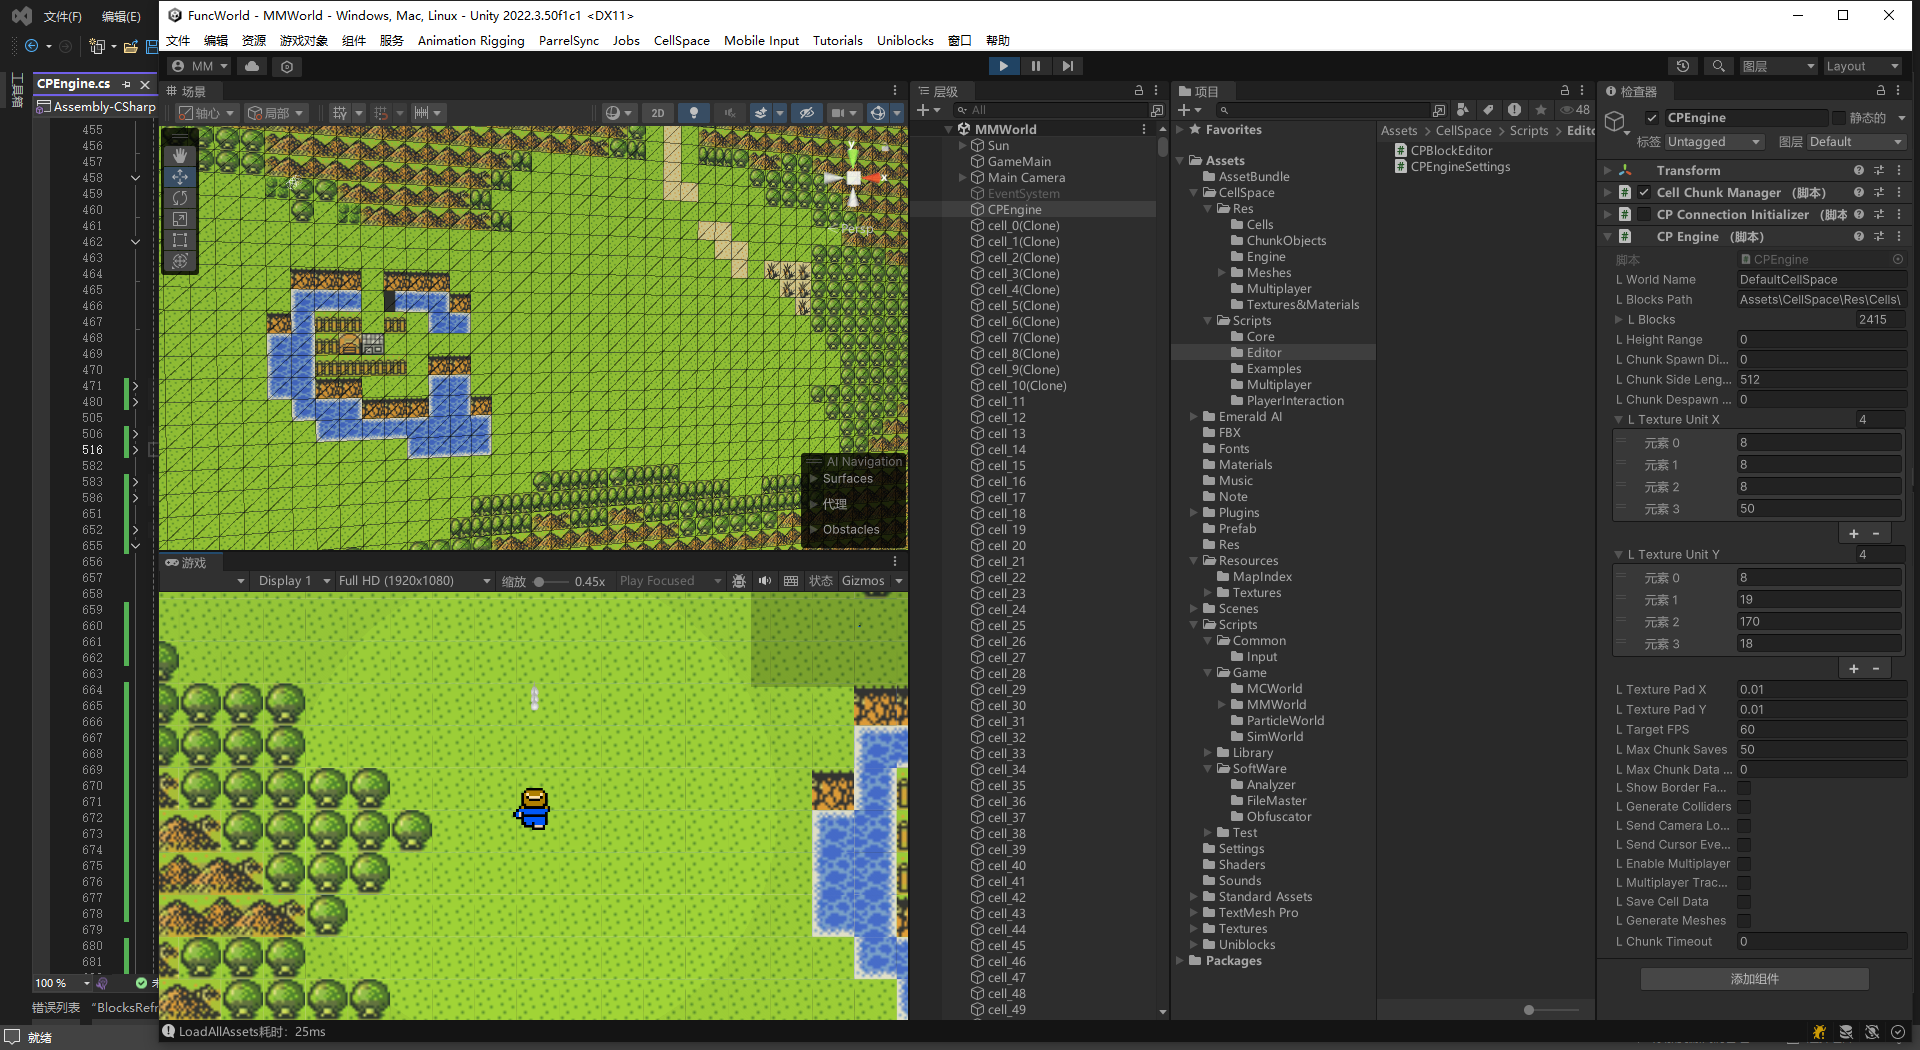 文件(F)
编辑(E)
CPEngine.cs
工具箱
Assembly-CSharp
455
456
457
458
459
460
461
462
463
464
465
466
467
468
469
470
471
480
505
506
516
582
583
586
651
652
655
656
657
658
659
660
661
662
663
664
665
666
667
668
669
670
671
672
673
674
675
676
677
678
679
680
681
100 %
错误列表
"BlocksRefr
就绪
FuncWorld - MMWorld - Windows, Mac, Linux - Unity 2022.3.50f1c1 <DX11>
文件 编辑 资源 游戏对象 组件 服务 Animation Rigging ParrelSync Jobs CellSpace Mobile Input Tutorials Uniblocks 窗口 帮助
MM
图层
Layout
场景
轴心
局部
2D
y
x
Persp
AI Navigation
Surfaces
代理
Obstacles
游戏
Display 1
Full HD (1920x1080)
缩放
0.45x
Play Focused
状态
Gizmos
LoadAllAssets耗时：25ms
层级
All
MMWorld
Sun
GameMain
Main Camera
EventSystem
CPEngine
cell_0(Clone)
cell_1(Clone)
cell_2(Clone)
cell_3(Clone)
cell_4(Clone)
cell_5(Clone)
cell_6(Clone)
cell_7(Clone)
cell_8(Clone)
cell_9(Clone)
cell_10(Clone)
cell_11
cell_12
cell_13
cell_14
cell_15
cell_16
cell_17
cell_18
cell_19
cell_20
cell_21
cell_22
cell_23
cell_24
cell_25
cell_26
cell_27
cell_28
cell_29
cell_30
cell_31
cell_32
cell_33
cell_34
cell_35
cell_36
cell_37
cell_38
cell_39
cell_40
cell_41
cell_42
cell_43
cell_44
cell_45
cell_46
cell_47
cell_48
cell_49
项目
48
Favorites
Assets
AssetBundle
CellSpace
Res
Cells
ChunkObjects
Engine
Meshes
Multiplayer
Textures&Materials
Scripts
Core
Editor
Examples
Multiplayer
PlayerInteraction
Emerald AI
FBX
Fonts
Materials
Music
Note
Plugins
Prefab
Res
Resources
MapIndex
Textures
Scenes
Scripts
Common
Input
Game
MCWorld
MMWorld
ParticleWorld
SimWorld
Library
SoftWare
Analyzer
FileMaster
Obfuscator
Test
Settings
Shaders
Sounds
Standard Assets
TextMesh Pro
Textures
Uniblocks
Packages
Assets > CellSpace > Scripts > Edito
CPBlockEditor
CPEngineSettings
检查器
CPEngine
静态的
标签 Untagged
图层 Default
Transform
Cell Chunk Manager （脚本）
CP Connection Initializer （脚本
CP Engine （脚本）
脚本 CPEngine
L World Name DefaultCellSpace
L Blocks Path Assets\CellSpace\Res\Cells\
L Blocks 2415
L Height Range 0
L Chunk Spawn Di... 0
L Chunk Side Leng... 512
L Chunk Despawn ... 0
L Texture Unit X 4
元素 0 8
元素 1 8
元素 2 8
元素 3 50
L Texture Unit Y 4
元素 0 8
元素 1 19
元素 2 170
元素 3 18
L Texture Pad X 0.01
L Texture Pad Y 0.01
L Target FPS 60
L Max Chunk Saves 50
L Max Chunk Data ... 0
L Show Border Fa...
L Generate Colliders
L Send Camera Lo...
L Send Cursor Eve...
L Enable Multiplayer
L Multiplayer Trac...
L Save Cell Data
L Generate Meshes
L Chunk Timeout 0
添加组件